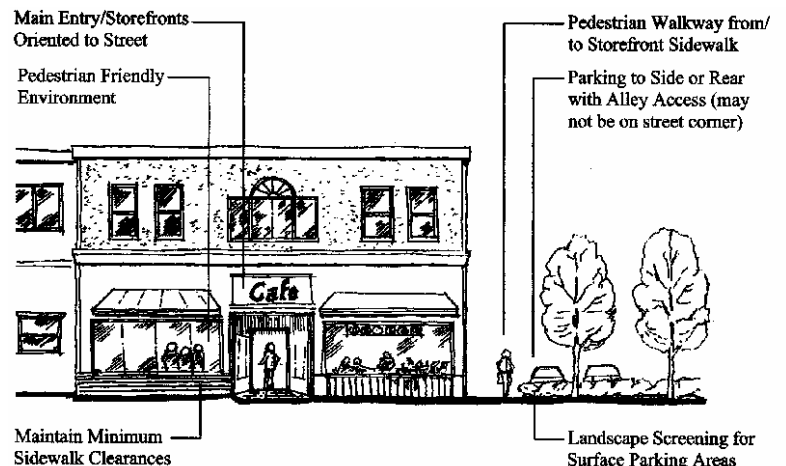 Main Entry/Storefronts
Oriented to Street
Pedestrian Friendly
Environment
Pedestrian Walkway from/
to Storefront Sidewalk
Parking to Side or Rear
with Alley Access (may
not be on street corner)
Cafe
Maintain Minimum
Sidewalk Clearances
Landscape Screening for
Surface Parking Areas